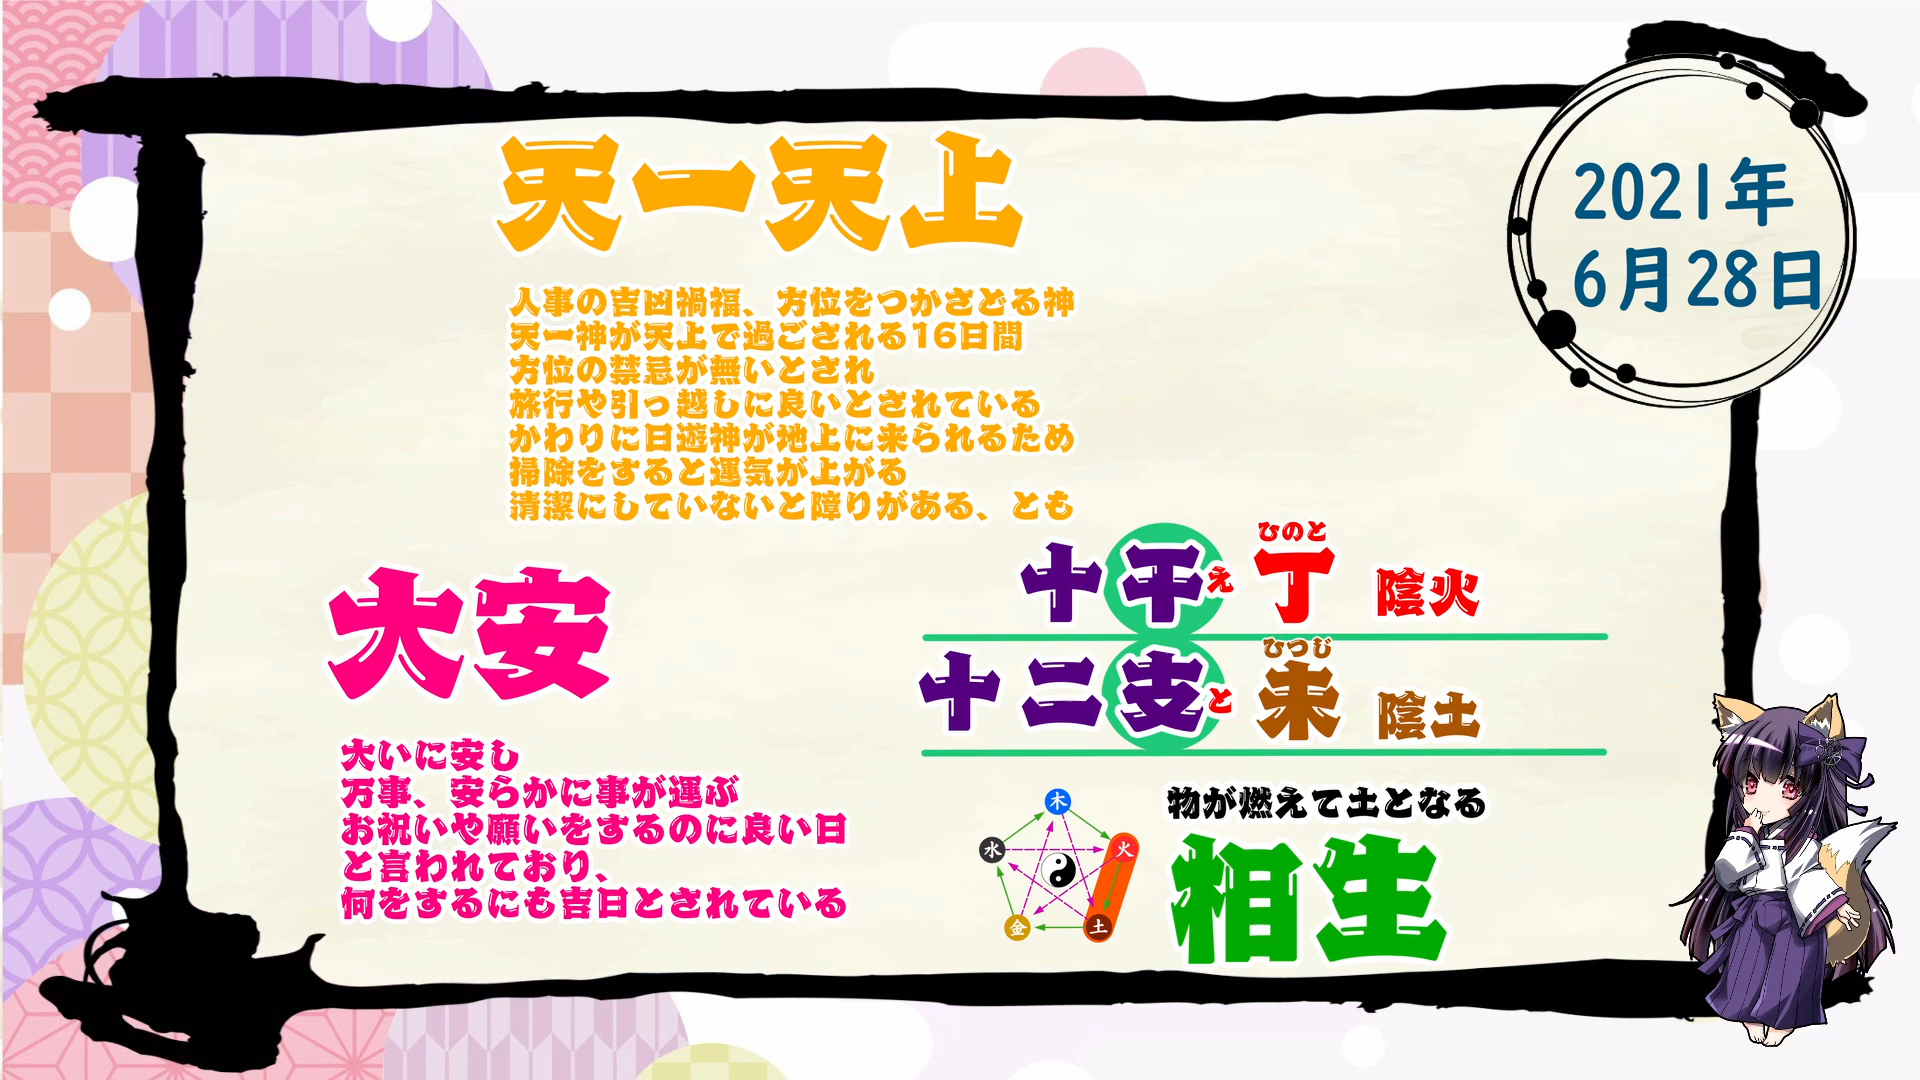 2021年
6月28日
天一天上
人事の吉凶禍福、方位をつかさどる神
天一神が天上で過ごされる16日間
方位の禁忌が無いとされ
旅行や引っ越しに良いとされている
かわりに日遊神が地上に来られるため
掃除をすると運気が上がる
清潔にしていないと障りがある、とも
大安
大いに安し
万事、安らかに事が運ぶ
お祝いや願いをするのに良い日
と言われており、
何をするにも吉日とされている
ひのと
十干え 丁 陰火
ひつじ
十二支と 未 陰土
物が燃えて土となる
相生
木
水
火
金
土